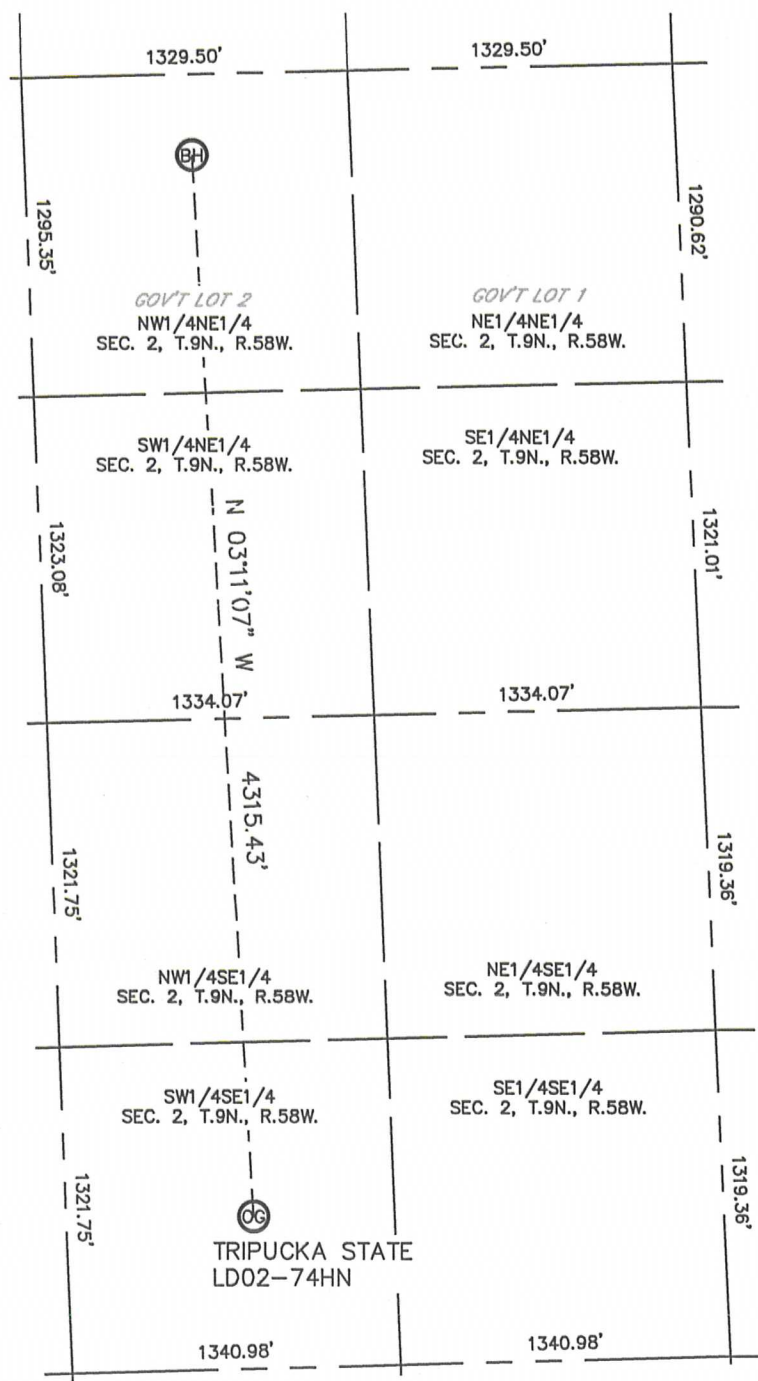 1329.50'
1329.50'
BH
1295.35'
1290.62'
GOV'T LOT 2
NW1/4NE1/4
SEC. 2, T.9N., R.58W.
GOV'T LOT 1
NE1/4NE1/4
SEC. 2, T.9N., R.58W.
SW1/4NE1/4
SEC. 2, T.9N., R.58W.
SE1/4NE1/4
SEC. 2, T.9N., R.58W.
N 03°11'07" W
1323.08'
1321.01'
1334.07'
1334.07'
4315.43'
1321.75'
1319.36'
NW1/4SE1/4
SEC. 2, T.9N., R.58W.
NE1/4SE1/4
SEC. 2, T.9N., R.58W.
SW1/4SE1/4
SEC. 2, T.9N., R.58W.
SE1/4SE1/4
SEC. 2, T.9N., R.58W.
1321.75'
1319.36'
OG
TRIPUCKA STATE
LD02-74HN
1340.98'
1340.98'